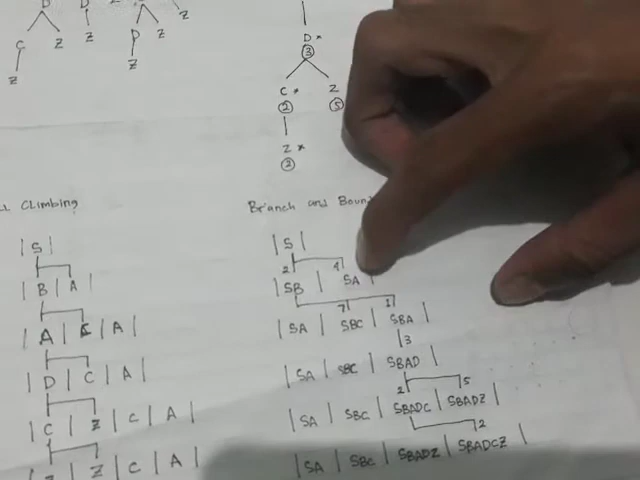 D
C Z Z D Z Z
Z Z
D*
③
C* Z
② ⑤
Z*
②
Climbing
Branch and Boun
|S|
|B|A|
|A|C|A|
|D|C|A|
|C|Z|C|A|
Z|C|A|
|S|
2 4
|SB | SA |
7 1
|SA | SBC | SBA |
3
|SA | SBC | SBAD |
2 5
|SA | SBC | SBADC | SBADZ |
2
|SA | SBC | SBADZ | SBADCZ |